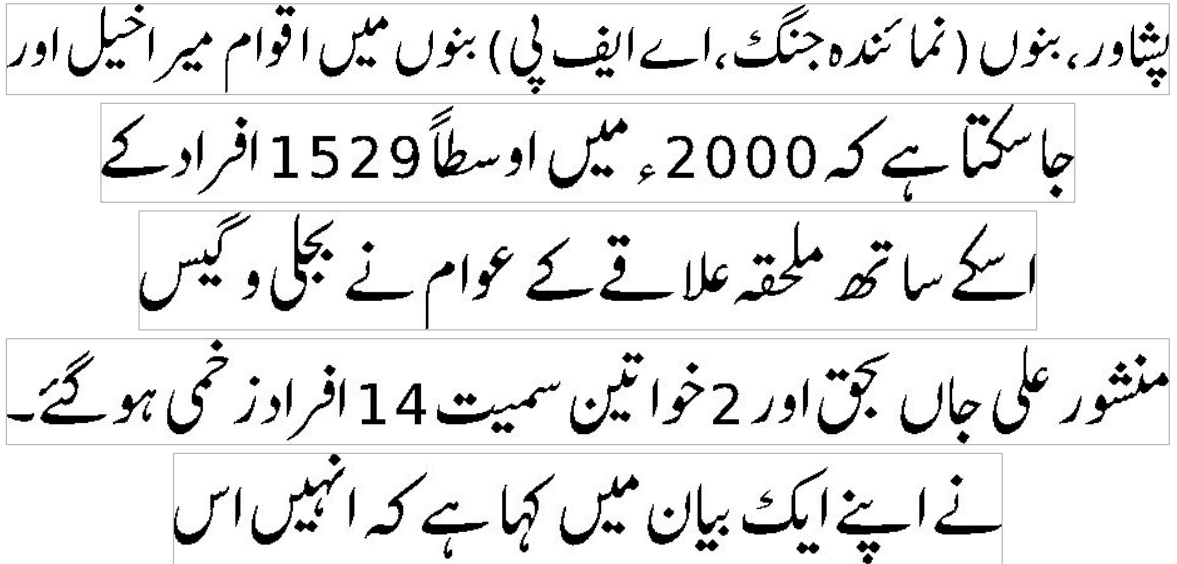 پشاور، بنوں (نمائندہ جنگ، اے ایف پی) بنوں میں اقوام میراخیل اور
جاسکتا ہے کہ 2000ء میں اوسطاً 1529 افراد کے
اسکے ساتھ ملحقہ علاقے کے عوام نے بجلی و گیس
منشور علی جاں بحق اور 2 خواتین سمیت 14 افراد زخمی ہوگئے۔
نے اپنے ایک بیان میں کہا ہے کہ انہیں اس